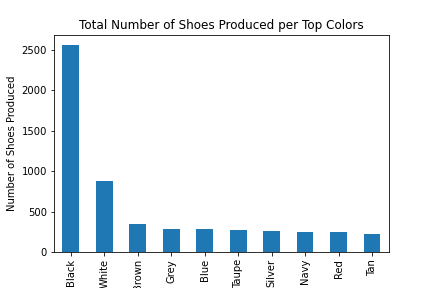 Total Number of Shoes Produced per Top Colors
Number of Shoes Produced
2500
2000
1500
1000
500
0
Black
White
Brown
Grey
Blue
Taupe
Silver
Navy
Red
Tan